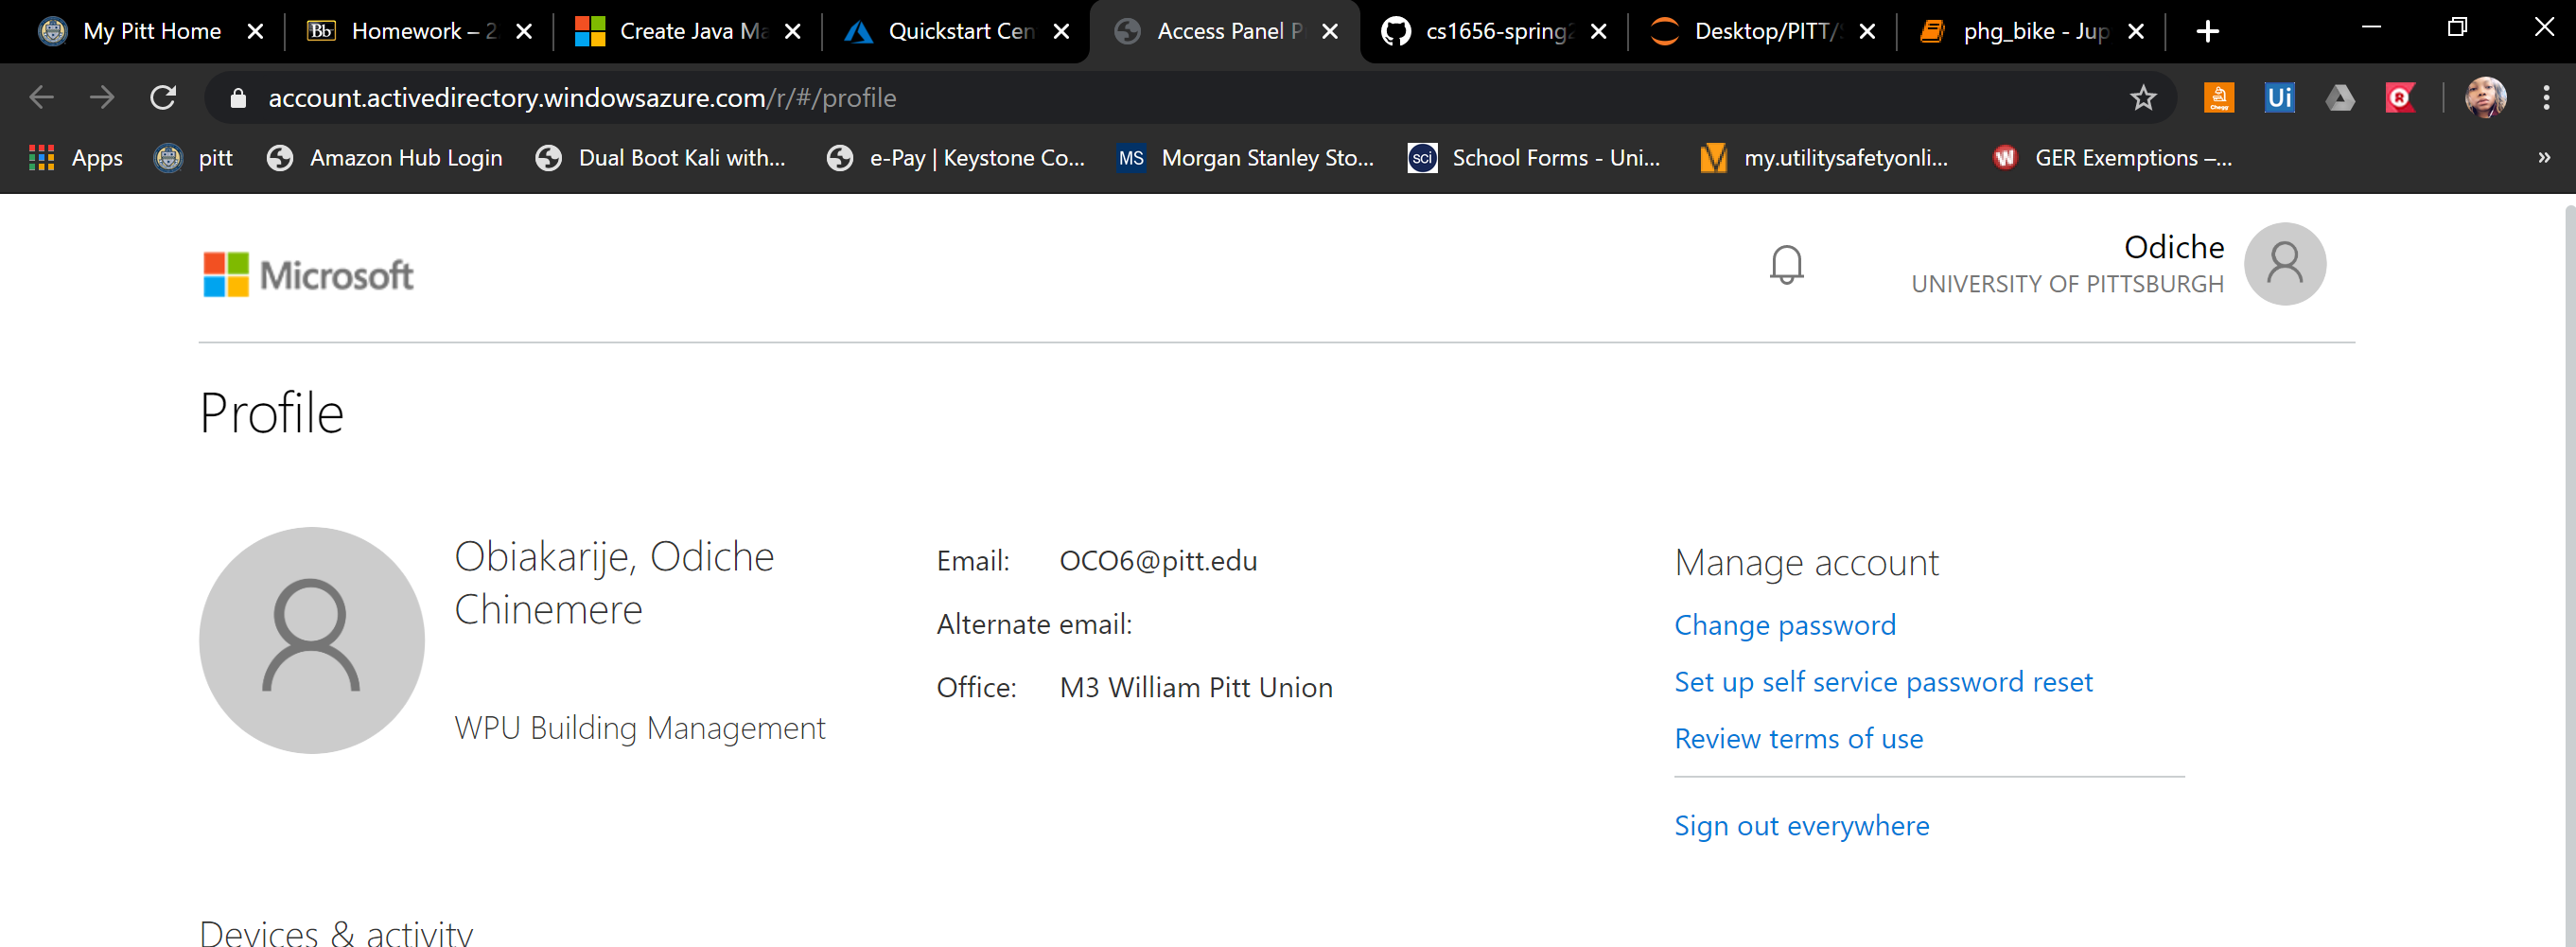 My Pitt Home
Homework – 2
Create Java Ma
Quickstart Cen
Access Panel P
cs1656-spring2
Desktop/PITT/S
phg_bike - Jup
account.activedirectory.windowsazure.com/r/#/profile
Chegg
Ui
R
Apps
pitt
Amazon Hub Login
Dual Boot Kali with...
e-Pay | Keystone Co...
MS Morgan Stanley Sto...
sci School Forms - Uni...
my.utilitysafetyonli...
W GER Exemptions –...
»
Microsoft
Odiche
UNIVERSITY OF PITTSBURGH
Profile
Obiakarije, Odiche
Chinemere
WPU Building Management
Email: OCO6@pitt.edu
Alternate email:
Office: M3 William Pitt Union
Manage account
Change password
Set up self service password reset
Review terms of use
Sign out everywhere
Devices & activity